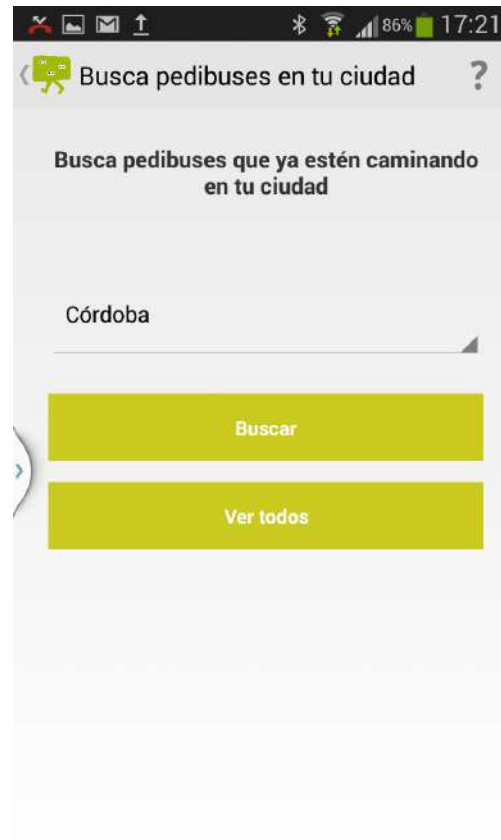 86% 17:21
Busca pedibuses en tu ciudad ?
Busca pedibuses que ya estén caminando
en tu ciudad
Córdoba
Buscar
Ver todos